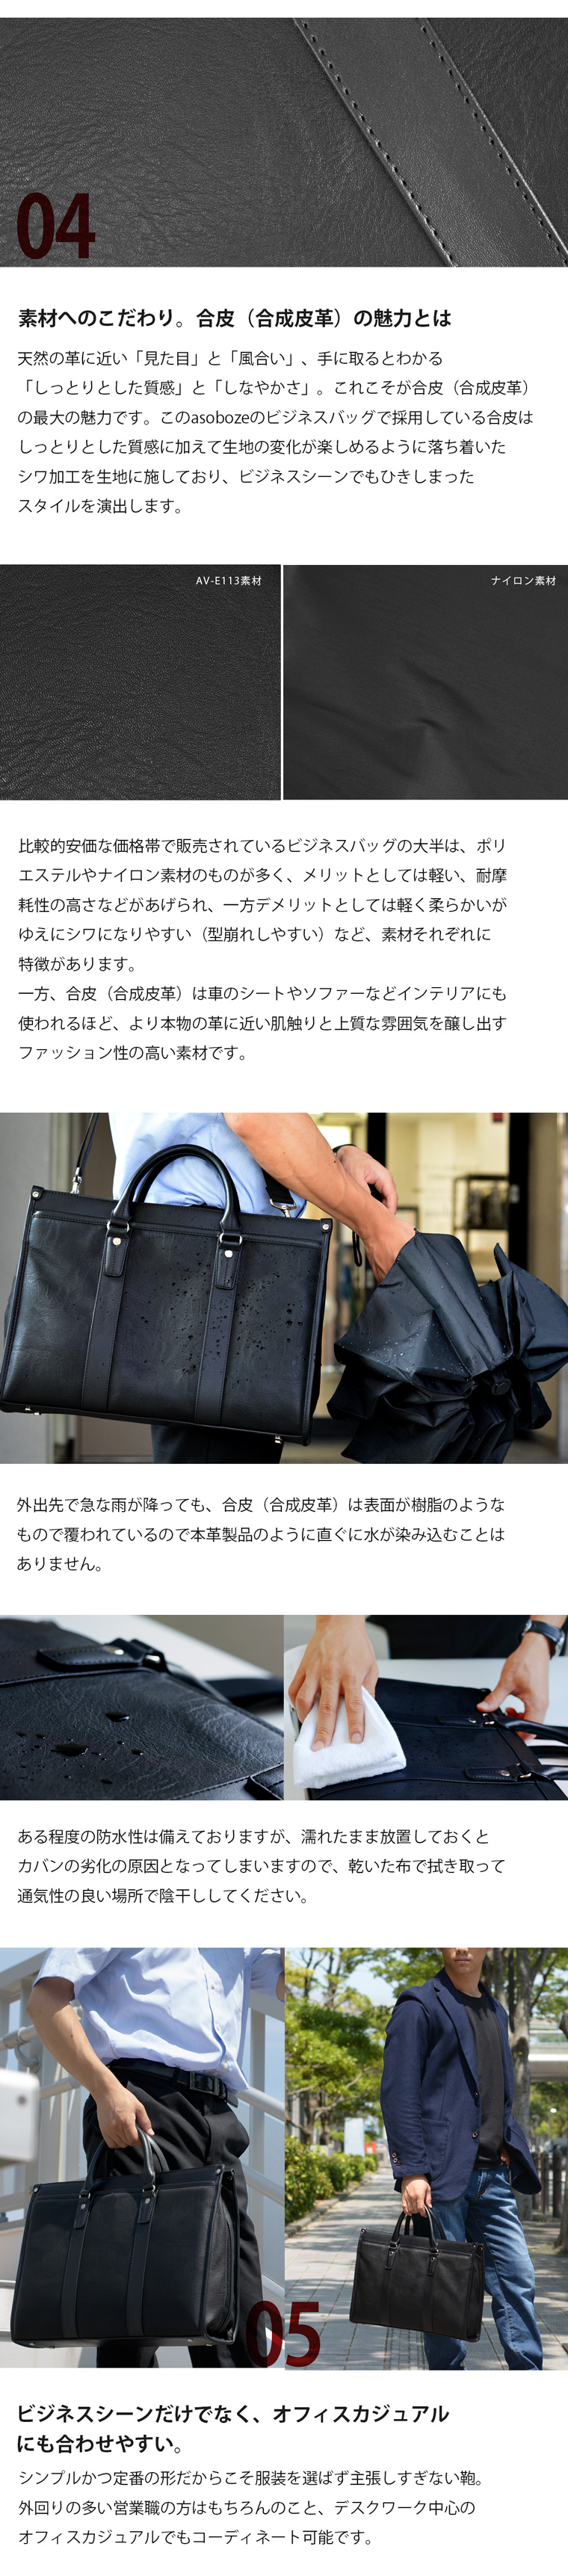 04
素材へのこだわり。合皮（合成皮革）の魅力とは
天然の革に近い「見た目」と「風合い」、手に取るとわかる
「しっとりとした質感」と「しなやかさ」。これこそが合皮（合成皮革）
の最大の魅力です。このasobozeのビジネスバッグで採用している合皮は
しっとりとした質感に加えて生地の変化が楽しめるように落ち着いた
シワ加工を生地に施しており、ビジネスシーンでもひきしまった
スタイルを演出します。
AV-E113素材
ナイロン素材
比較的安価な価格帯で販売されているビジネスバッグの大半は、ポリ
エステルやナイロン素材のものが多く、メリットとしては軽い、耐摩
耗性の高さなどがあげられ、一方デメリットとしては軽く柔らかいが
ゆえにシワになりやすい（型崩れしやすい）など、素材それぞれに
特徴があります。
一方、合皮（合成皮革）は車のシートやソファーなどインテリアにも
使われるほど、より本物の革に近い肌触りと上質な雰囲気を醸し出す
ファッション性の高い素材です。
外出先で急な雨が降っても、合皮（合成皮革）は表面が樹脂のような
もので覆われているので本革製品のように直ぐに水が染み込むことは
ありません。
ある程度の防水性は備えておりますが、濡れたまま放置しておくと
カバンの劣化の原因となってしまいますので、乾いた布で拭き取って
通気性の良い場所で陰干ししてください。
05
ビジネスシーンだけでなく、オフィスカジュアル
にも合わせやすい。
シンプルかつ定番の形だからこそ服装を選ばず主張しすぎない鞄。
外回りの多い営業職の方はもちろんのこと、デスクワーク中心の
オフィスカジュアルでもコーディネート可能です。